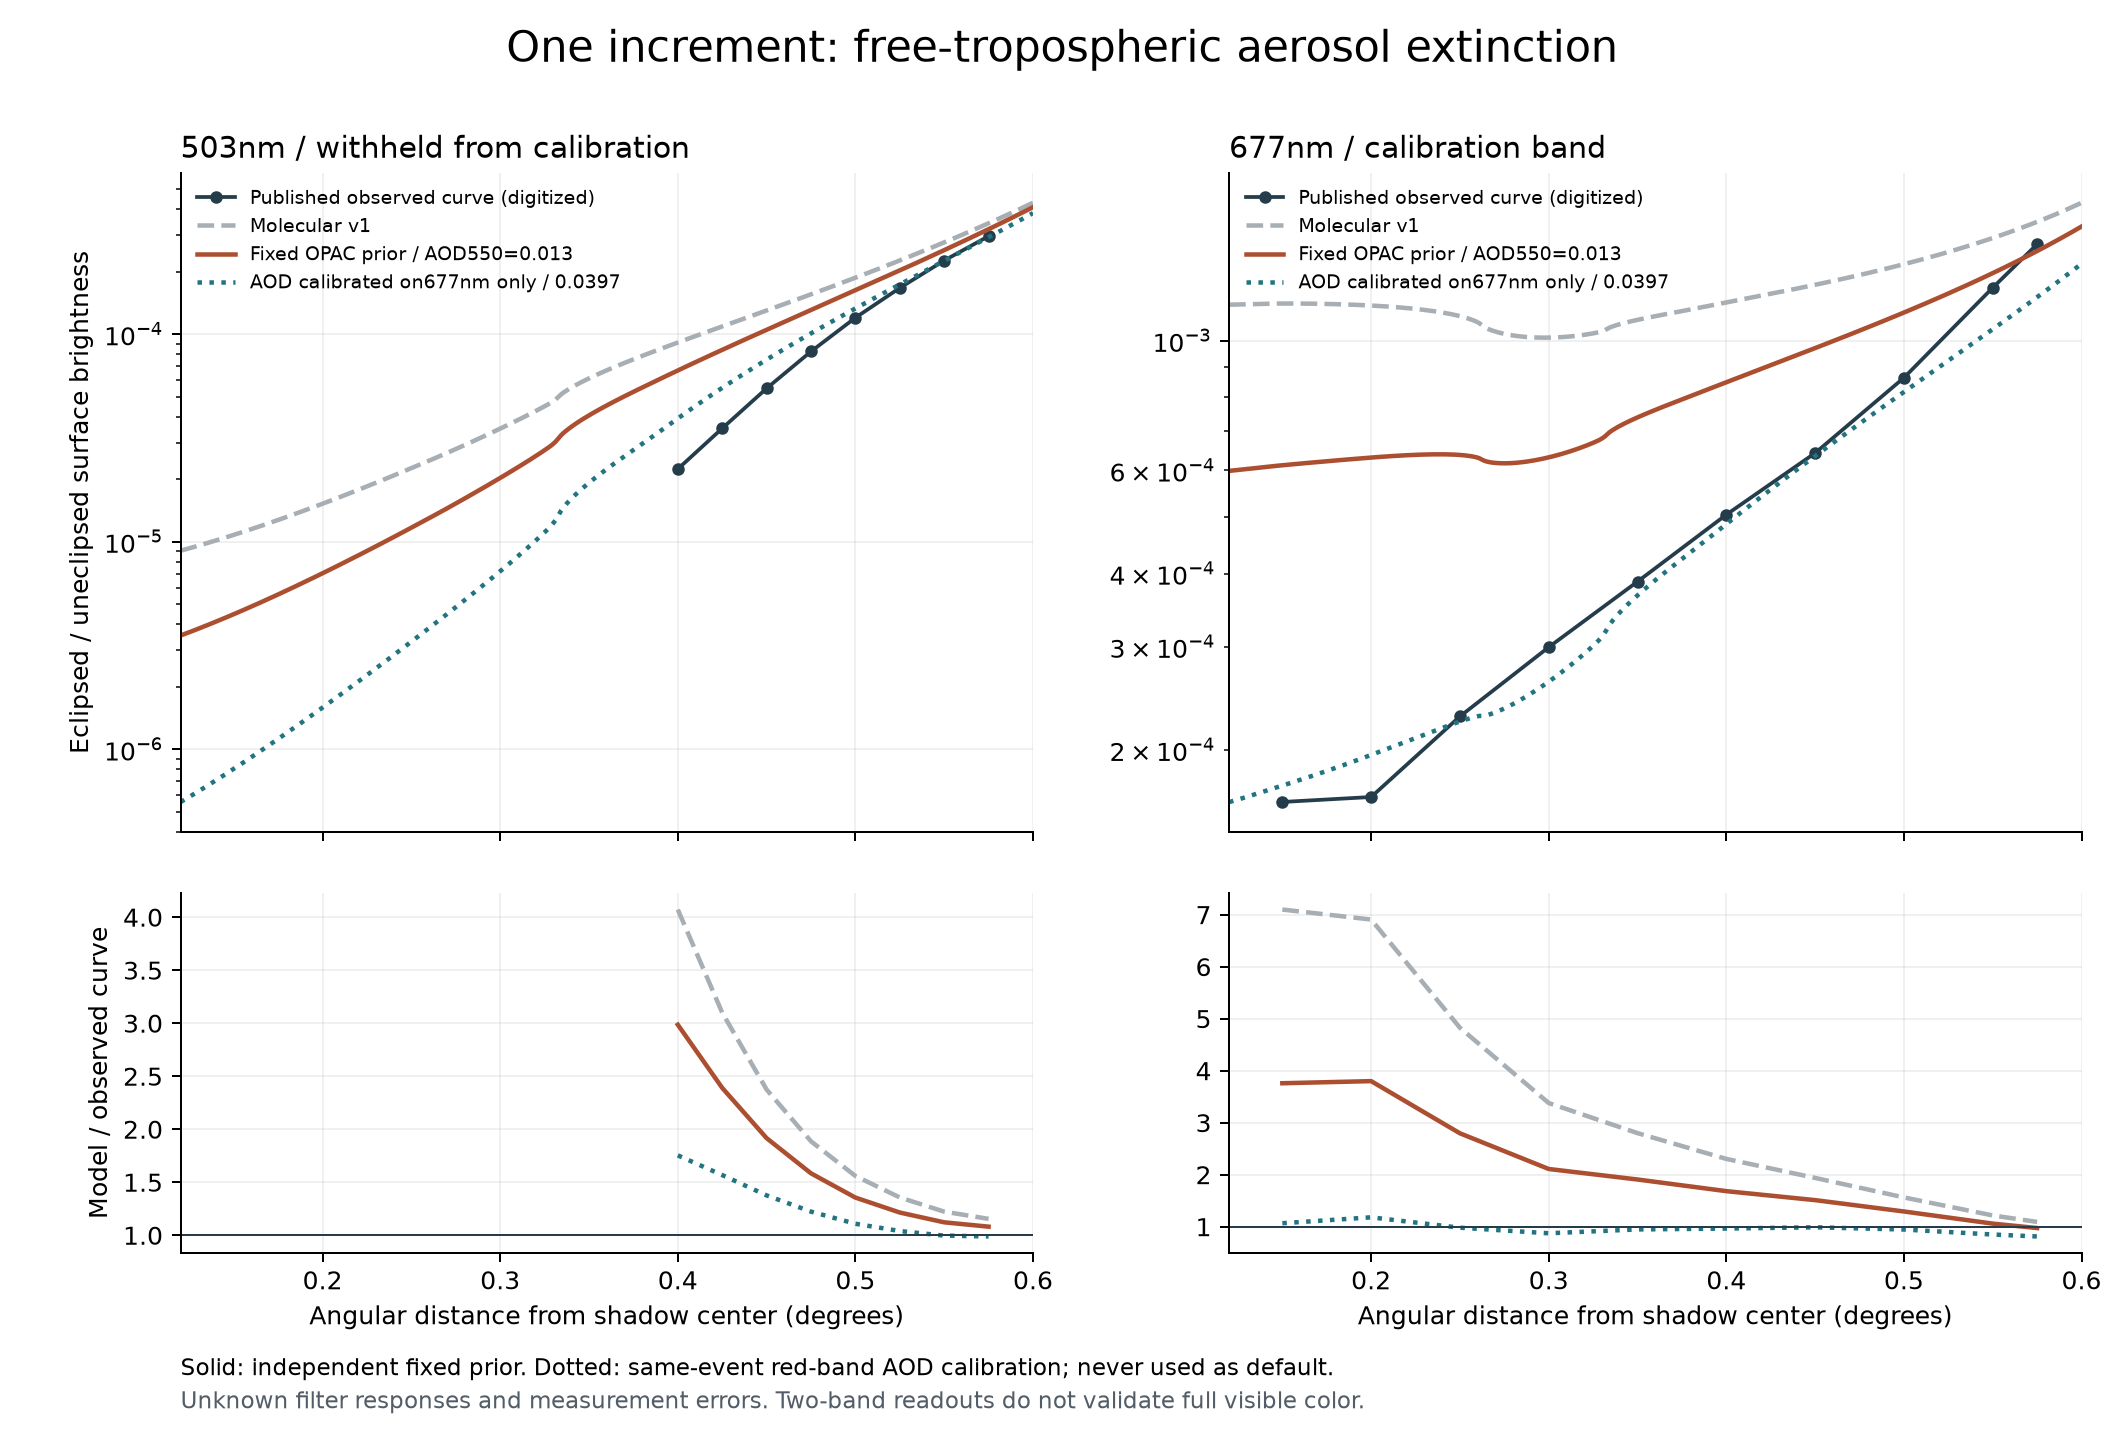 One increment: free-tropospheric aerosol extinction
503nm / withheld from calibration
Published observed curve (digitized)
Molecular v1
Fixed OPAC prior / AOD550=0.013
AOD calibrated on677nm only / 0.0397
Eclipsed / uneclipsed surface brightness
10⁻⁴
10⁻⁵
10⁻⁶
677nm / calibration band
Published observed curve (digitized)
Molecular v1
Fixed OPAC prior / AOD550=0.013
AOD calibrated on677nm only / 0.0397
10⁻³
6 × 10⁻⁴
4 × 10⁻⁴
3 × 10⁻⁴
2 × 10⁻⁴
Model / observed curve
4.0
3.5
3.0
2.5
2.0
1.5
1.0
0.2 0.3 0.4 0.5 0.6
Angular distance from shadow center (degrees)
7
6
5
4
3
2
1
0.2 0.3 0.4 0.5 0.6
Angular distance from shadow center (degrees)
Solid: independent fixed prior. Dotted: same-event red-band AOD calibration; never used as default.
Unknown filter responses and measurement errors. Two-band readouts do not validate full visible color.